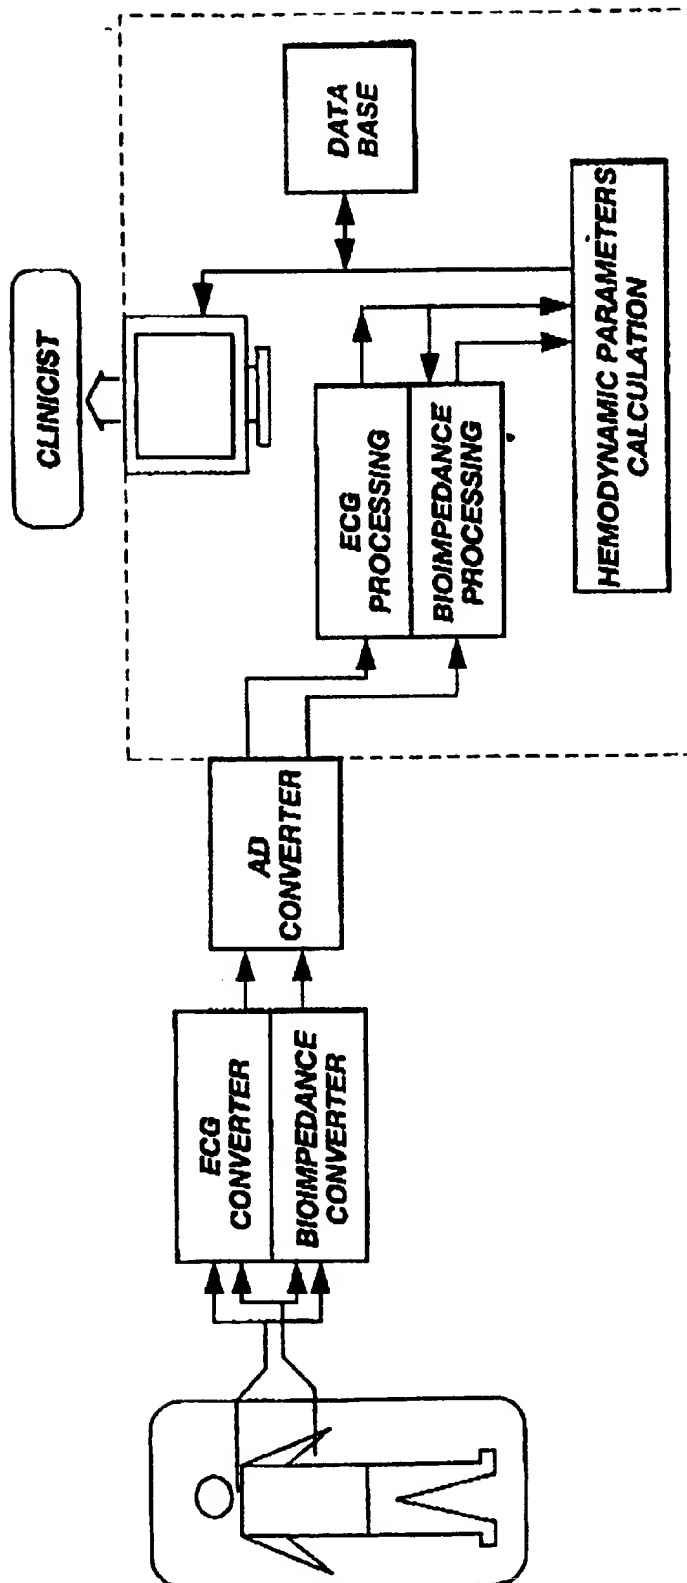 ECG
CONVERTER
BIOIMPEDANCE
CONVERTER
AD
CONVERTER
ECG
PROCESSING
BIOIMPEDANCE
PROCESSING
HEMODYNAMIC PARAMETERS
CALCULATION
DATA
BASE
CLINICIST